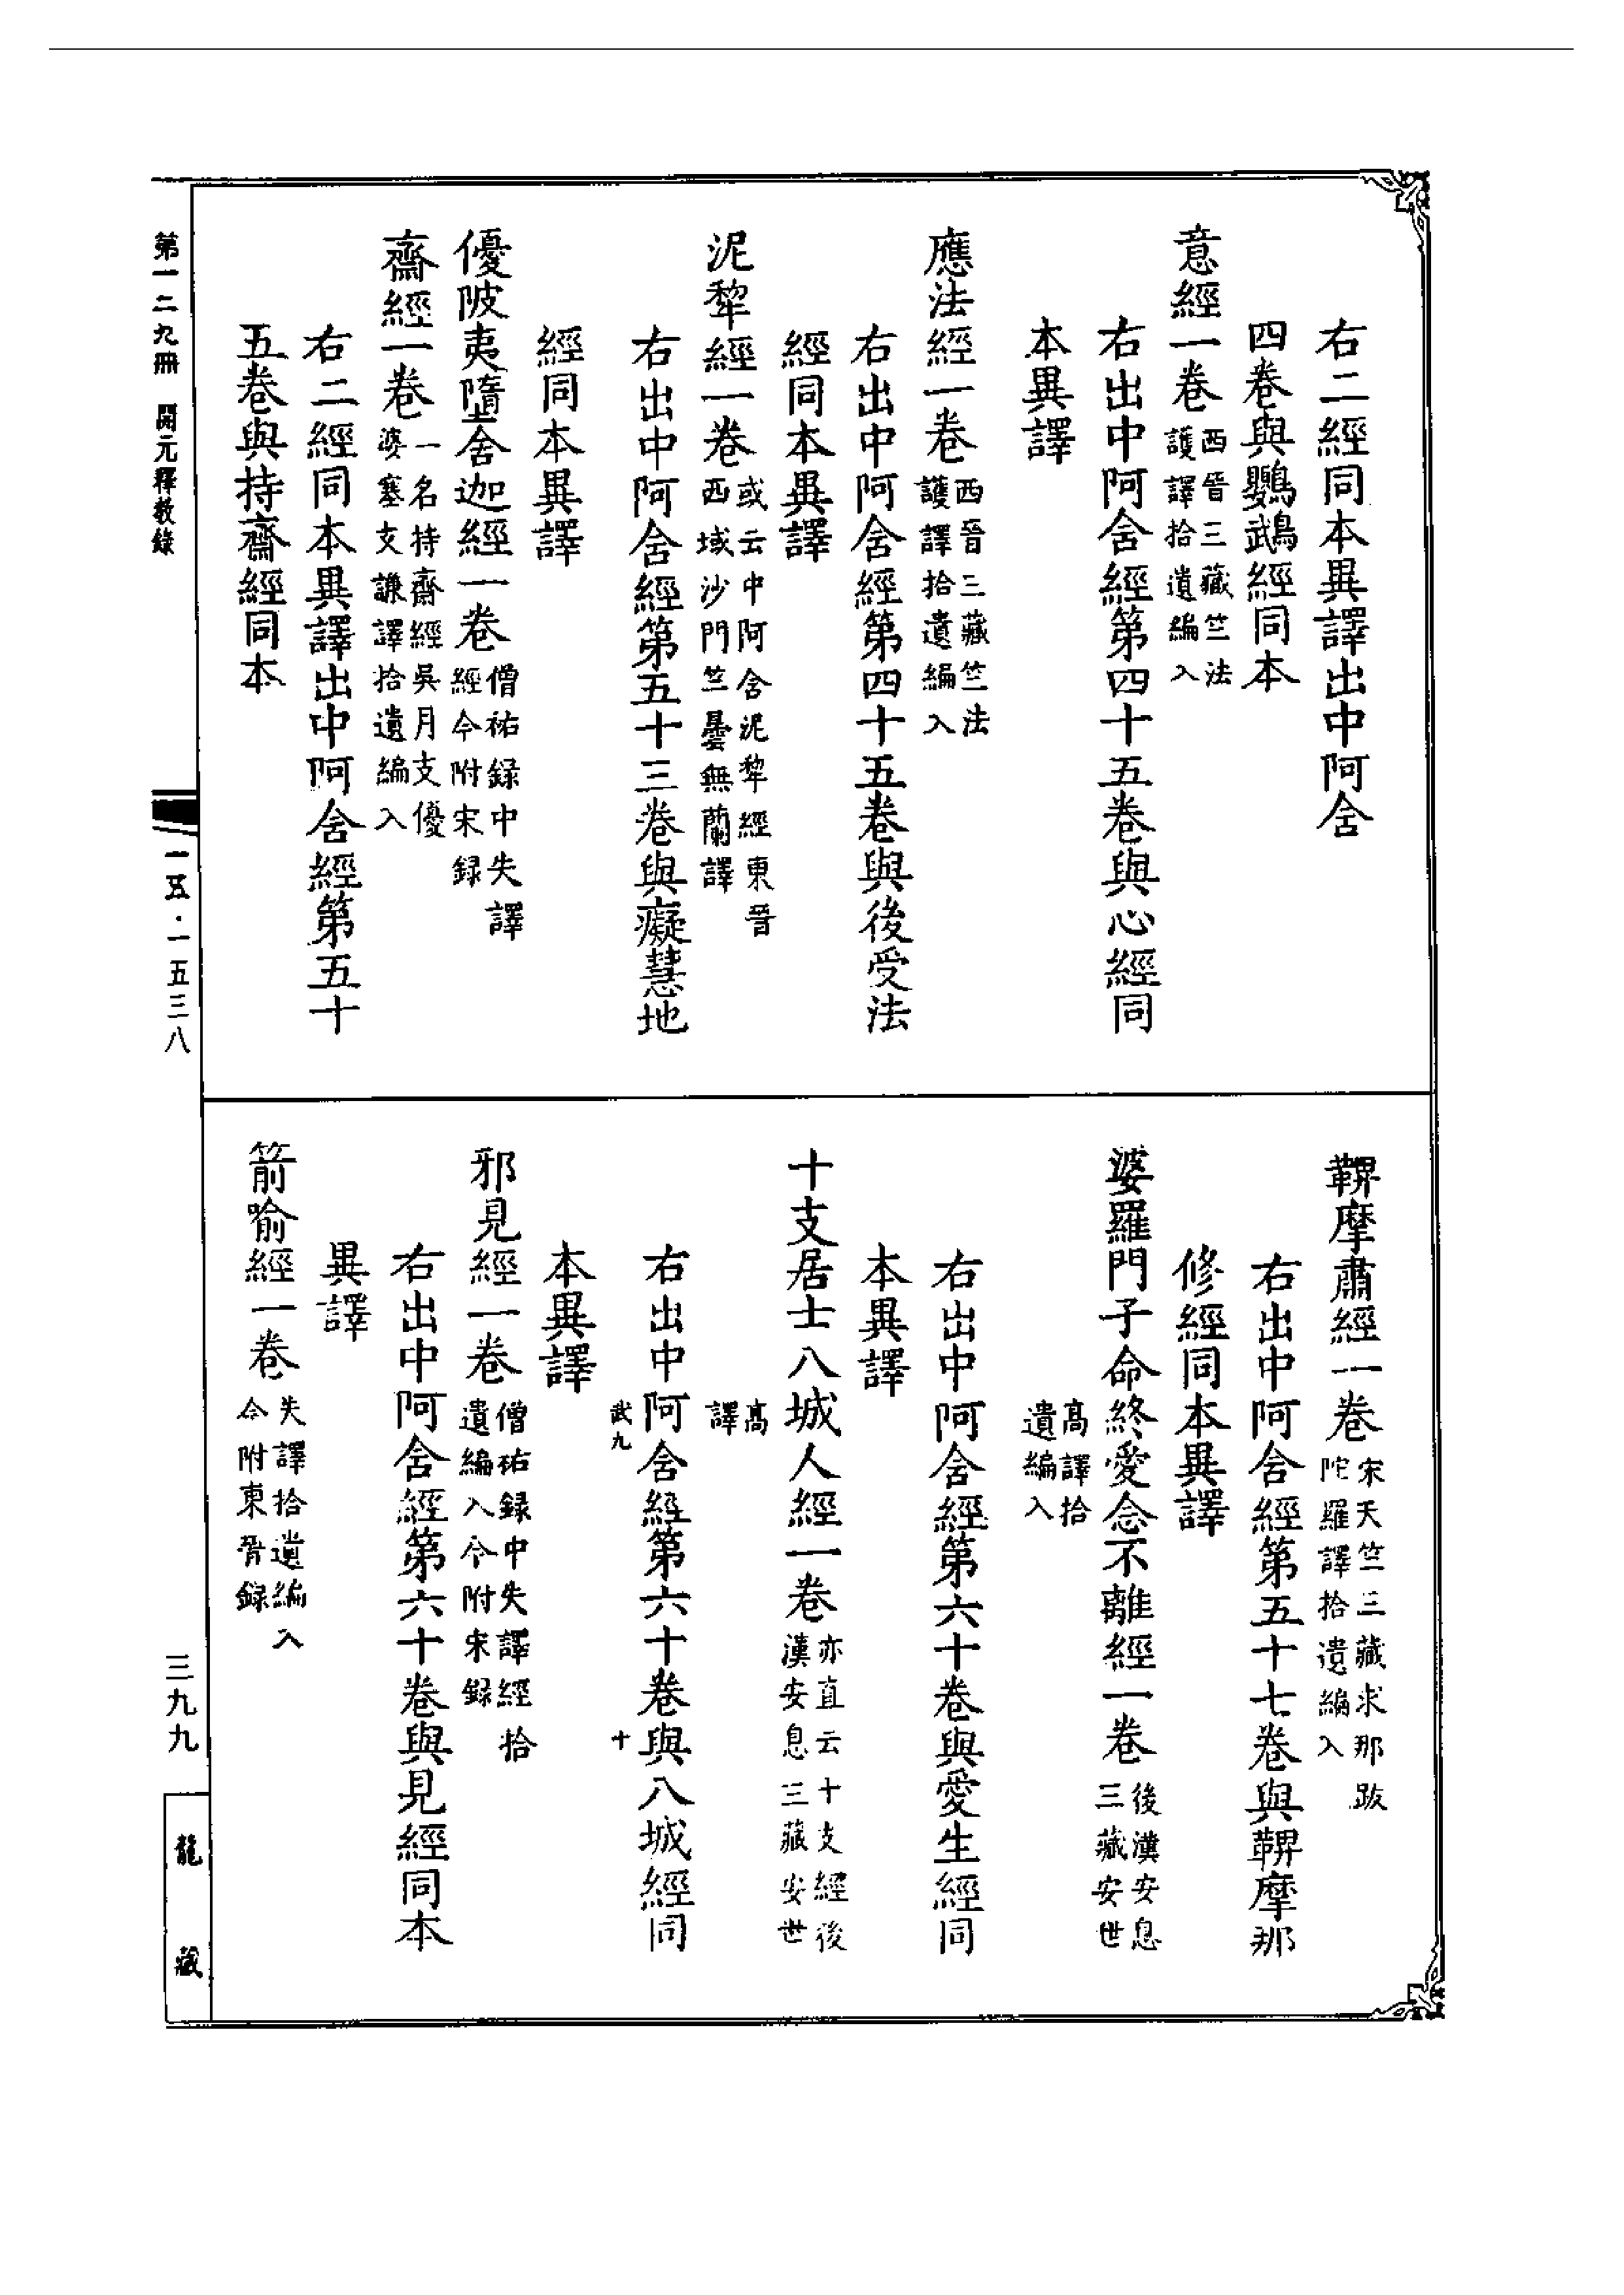 右二經同本異譯出中阿舍
四卷與鸚鵡經同本
意經一卷西晉三藏竺法護譯拾遺編入
右出中阿舍經第四十五卷與心經同
本異譯
應法經一卷西晉三藏竺法護譯拾遺編入
右出中阿舍經第四十五卷與後受法
經同本異譯
泥犂經一卷或云中阿舍泥犂經東晉西域沙門竺曇無蘭譯
右出中阿舍經第五十三卷與癡慧地
經同本異譯
優陂夷墮舍迦經一卷僧祐録中失譯經今附宋録
齋經一卷一名持齋經吳月支優婆塞支謙譯拾遺編入
右二經同本異譯出中阿舍經第五十
五卷與持齋經同本
鞞摩肅經一卷宋天竺三藏求那跋陀羅譯拾遺編入
右出中阿舍經第五十七卷與鞞摩那
修經同本異譯
婆羅門子命終愛念不離經一卷後漢安息三藏安世
高譯拾遺編入
右出中阿舍經第六十卷與愛生經同
本異譯
十支居士八城人經一卷亦直云十支經後漢安息三藏安世
高譯
右出中阿舍經第六十卷與八城經同
武九 十
本異譯
邪見經一卷僧祐録中失譯經拾遺編入今附宋録
右出中阿舍經第六十卷與見經同本
異譯
箭喻經一卷失譯拾遺編入今附東晉録
第一二九冊 開元釋教錄
一五·一五三八
三九九
龍藏